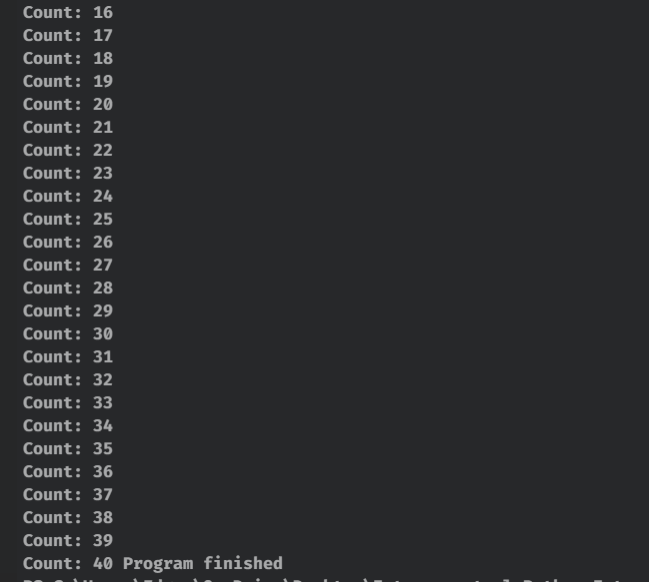 Count: 16
Count: 17
Count: 18
Count: 19
Count: 20
Count: 21
Count: 22
Count: 23
Count: 24
Count: 25
Count: 26
Count: 27
Count: 28
Count: 29
Count: 30
Count: 31
Count: 32
Count: 33
Count: 34
Count: 35
Count: 36
Count: 37
Count: 38
Count: 39
Count: 40 Program finished